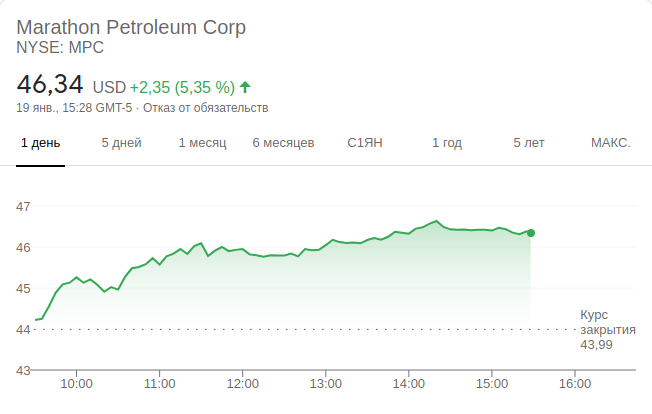 Marathon Petroleum Corp
NYSE: MPC
46,34 USD +2,35 (5,35 %)
19 янв., 15:28 GMT-5 · Отказ от обязательств
1 день 5 дней 1 месяц 6 месяцев С1ЯН 1 год 5 лет МАКС.
47
46
45
44
43
Курс
закрытия
43,99
10:00 11:00 12:00 13:00 14:00 15:00 16:00